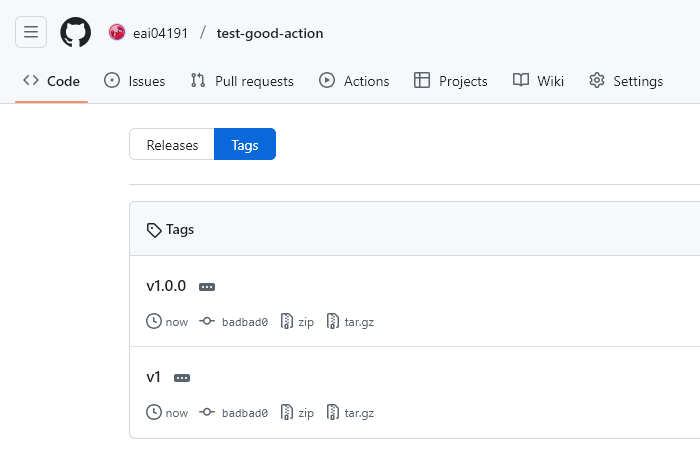 eai04191 / test-good-action
Code Issues Pull requests Actions Projects Wiki Settings
Releases Tags
Tags
v1.0.0
now badbad0 zip tar.gz
v1
now badbad0 zip tar.gz